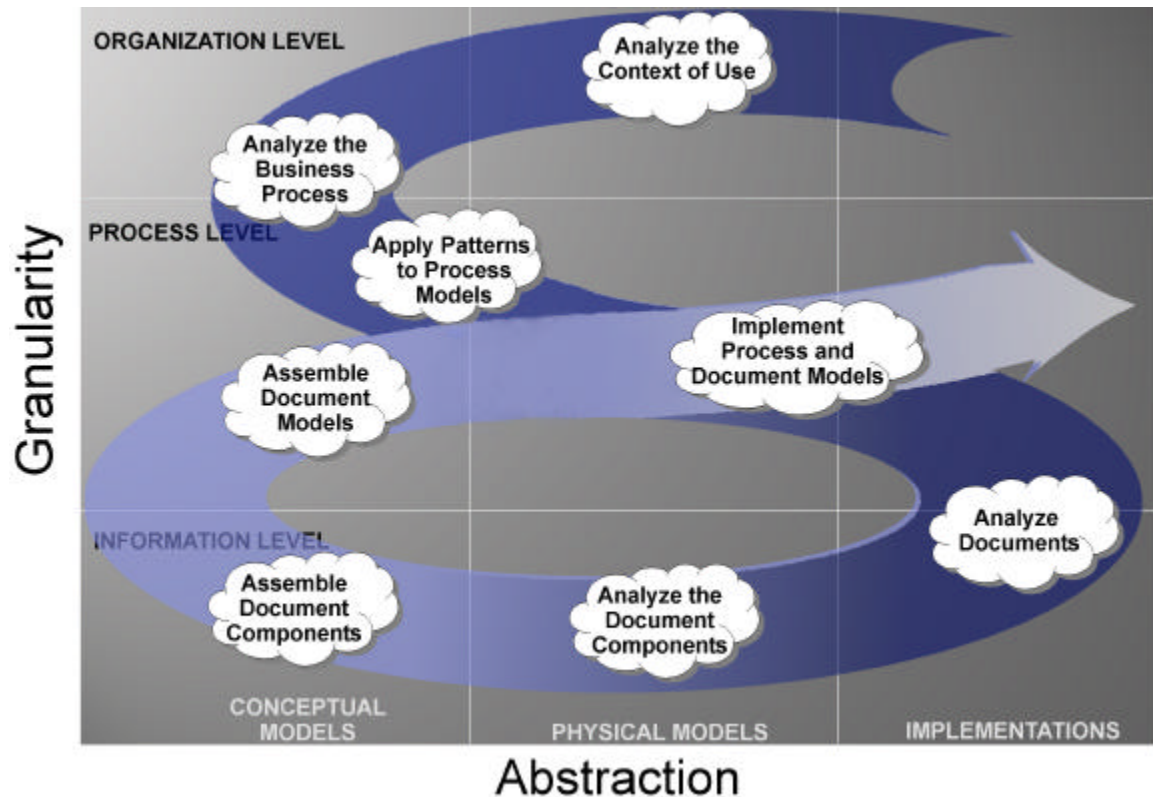 ORGANIZATION LEVEL
Analyze the
Context of Use
Analyze the
Business
Process
PROCESS LEVEL
Apply Patterns
to Process
Models
Implement
Process and
Document Models
Assemble
Document
Models
Granularity
Analyze
Documents
INFORMATION LEVEL
Assemble
Document
Components
Analyze the
Document
Components
CONCEPTUAL
MODELS
PHYSICAL MODELS
IMPLEMENTATIONS
Abstraction